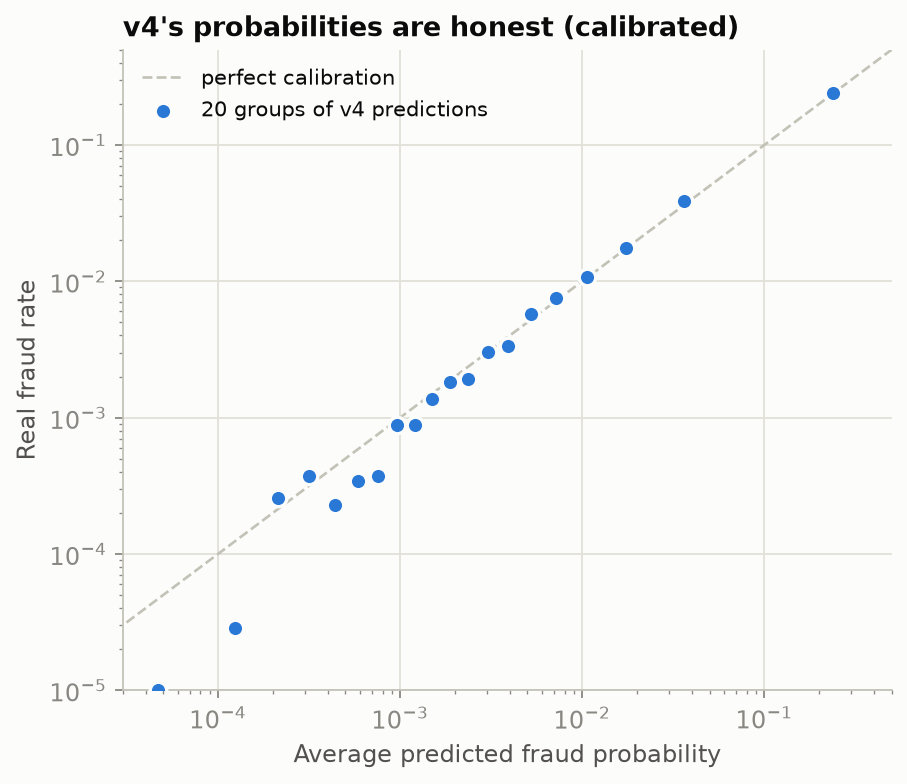 v4's probabilities are honest (calibrated)
perfect calibration
20 groups of v4 predictions
10⁻¹
10⁻²
10⁻³
10⁻⁴
10⁻⁵
Real fraud rate
10⁻⁴ 10⁻³ 10⁻² 10⁻¹
Average predicted fraud probability